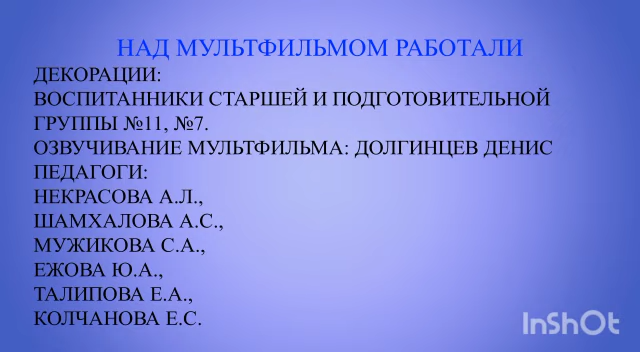 НАД МУЛЬТФИЛЬМОМ РАБОТАЛИ
ДЕКОРАЦИИ:
ВОСПИТАННИКИ СТАРШЕЙ И ПОДГОТОВИТЕЛЬНОЙ
ГРУППЫ №11, №7.
ОЗВУЧИВАНИЕ МУЛЬТФИЛЬМА: ДОЛГИНЦЕВ ДЕНИС
ПЕДАГОГИ:
НЕКРАСОВА А.Л.,
ШАМХАЛОВА А.С.,
МУЖИКОВА С.А.,
ЕЖОВА Ю.А.,
ТАЛИПОВА Е.А.,
КОЛЧАНОВА Е.С.
InShOt